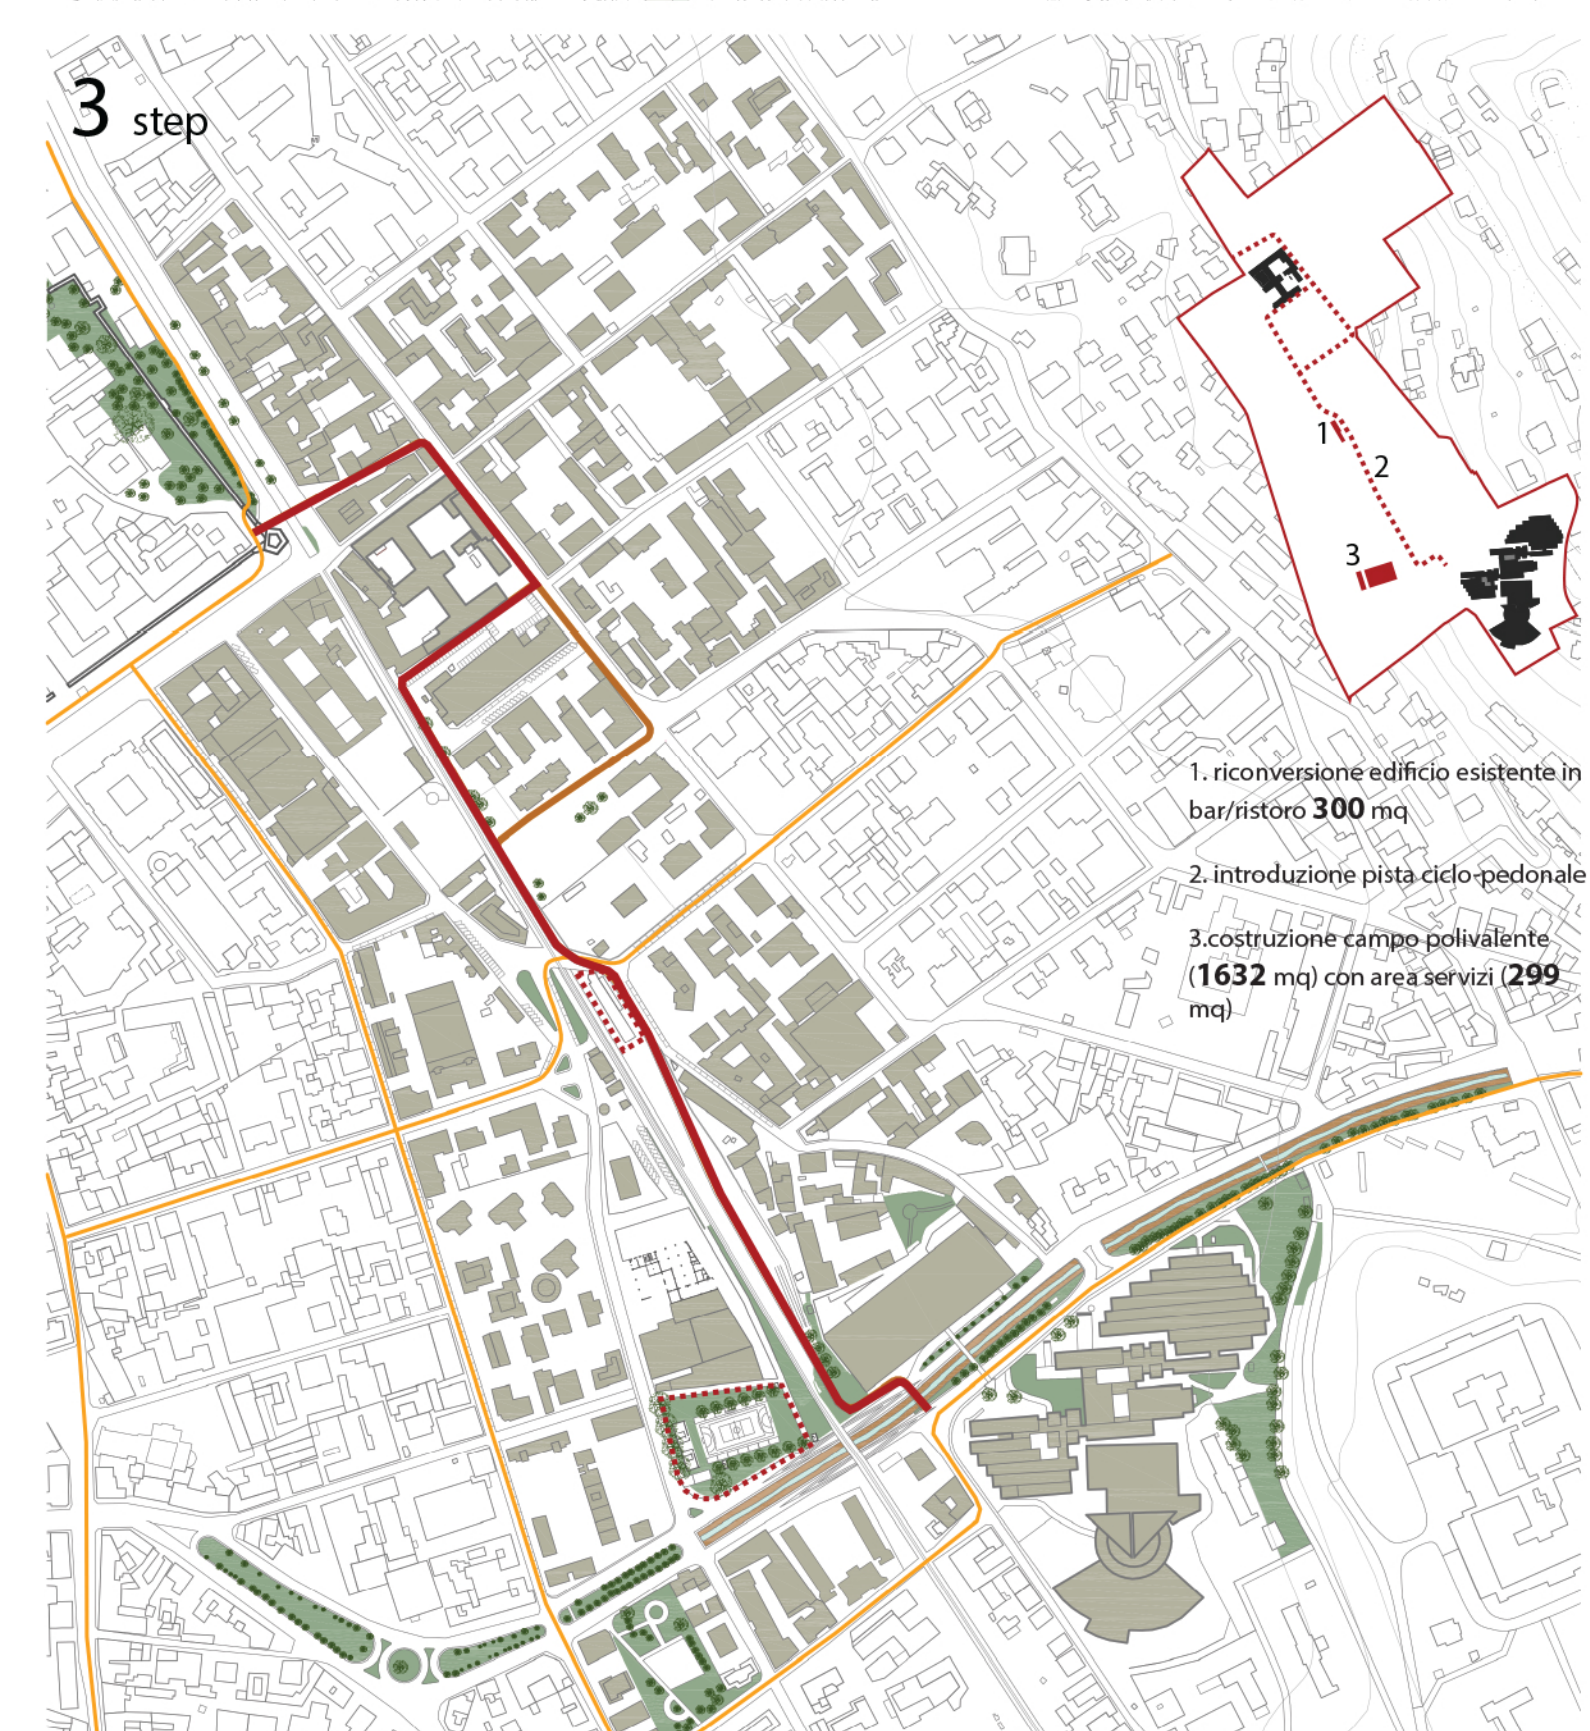 3 step
1
2
3
1. riconversione edificio esistente in
bar/ristoro 300 mq
2. introduzione pista ciclo-pedonale
3.costruzione campo polivalente
(1632 mq) con area servizi (299
mq)